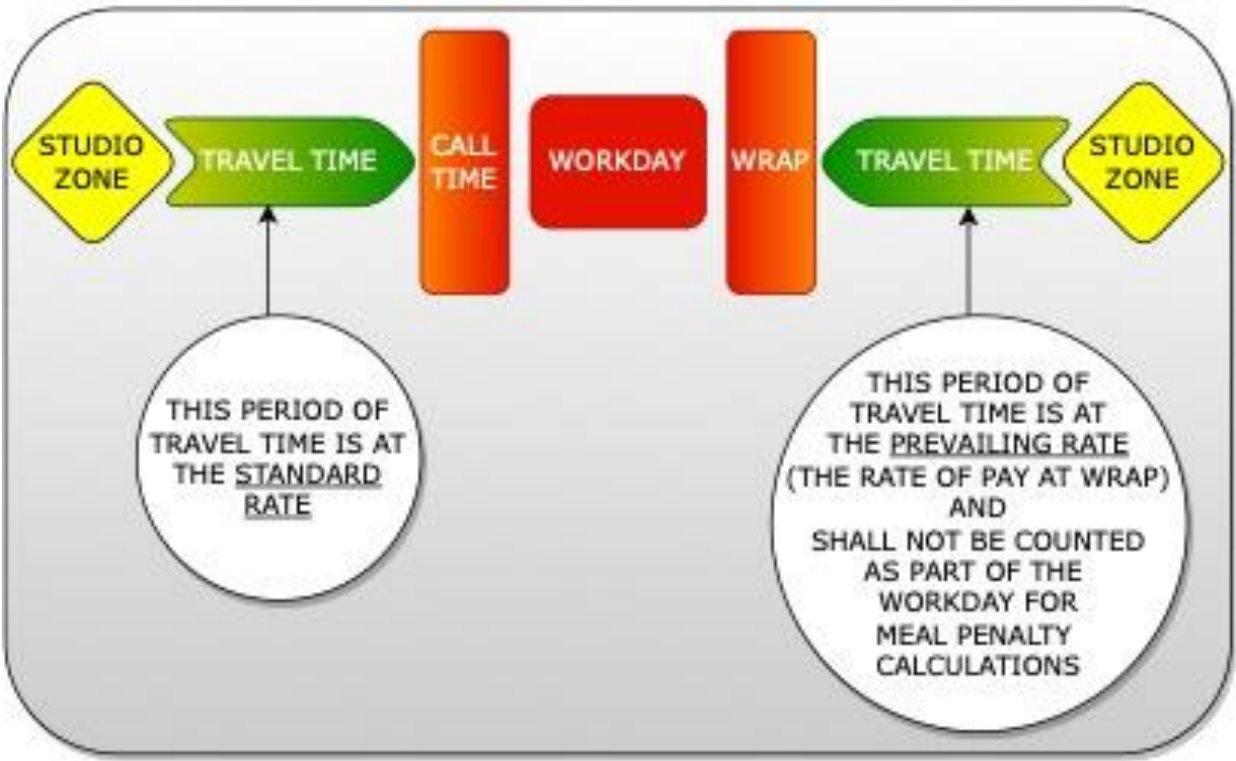 STUDIO
ZONE
TRAVEL TIME
CALL
TIME
WORKDAY
WRAP
TRAVEL TIME
STUDIO
ZONE
THIS PERIOD OF
TRAVEL TIME IS AT
THE STANDARD
RATE
THIS PERIOD OF
TRAVEL TIME IS AT
THE PREVAILING RATE
(THE RATE OF PAY AT WRAP)
AND
SHALL NOT BE COUNTED
AS PART OF THE
WORKDAY FOR
MEAL PENALTY
CALCULATIONS